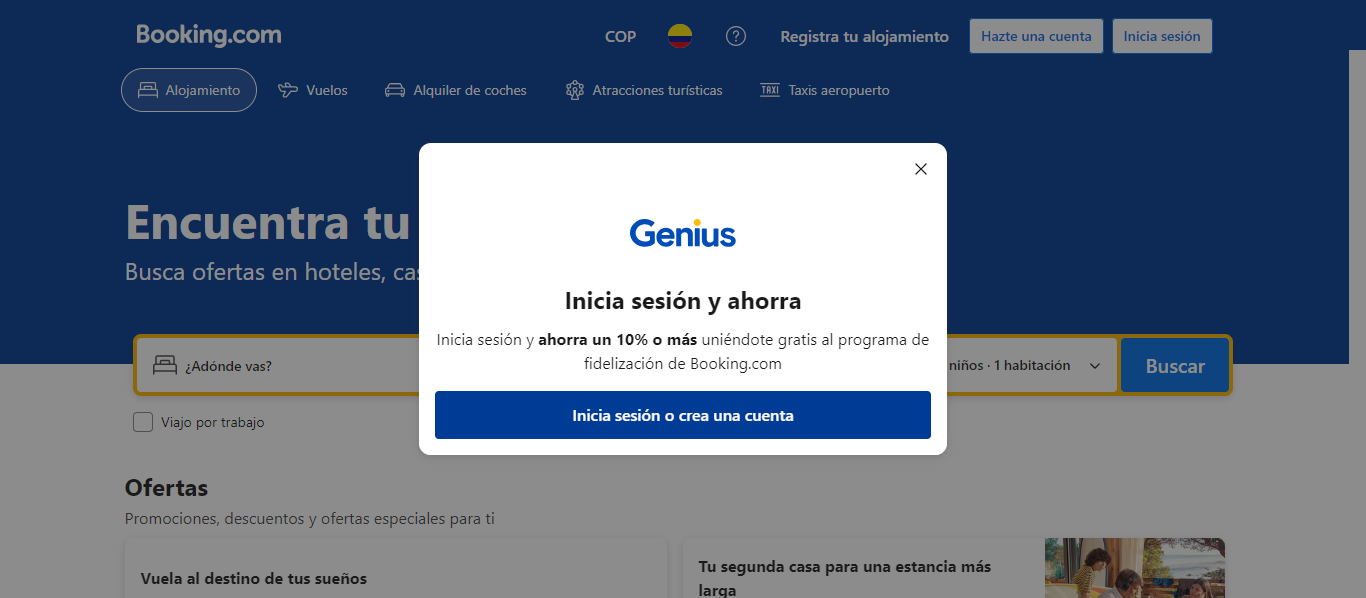 Booking.com
COP
Registra tu alojamiento
Hazte una cuenta
Inicia sesión
Alojamiento
Vuelos
Alquiler de coches
Atracciones turísticas
TAXI
Taxis aeropuerto
Encuentra tu
Busca ofertas en hoteles, cas
Genius
Inicia sesión y ahorra
Inicia sesión y ahorra un 10% o más uniéndote gratis al programa de
fidelización de Booking.com
Inicia sesión o crea una cuenta
¿Adónde vas?
niños · 1 habitación
Buscar
Viajo por trabajo
Ofertas
Promociones, descuentos y ofertas especiales para ti
Vuela al destino de tus sueños
Tu segunda casa para una estancia más
larga